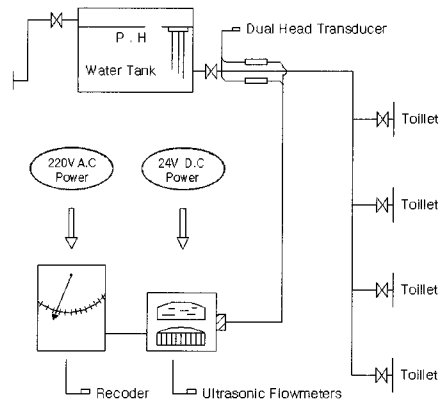 Dual Head Transducer
P . H
Water Tank
Toillet
220V A.C
Power
24V D.C
Power
Toillet
Toillet
Toillet
Recoder
Ultrasonic Flowmeters